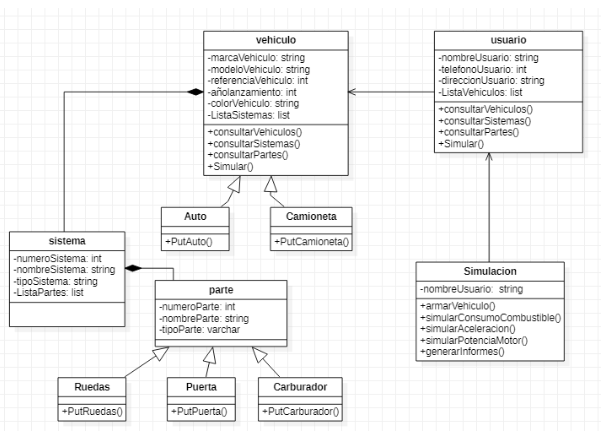 vehiculo
-marcaVehiculo: string
-modeloVehiculo: string
-referenciaVehiculo: int
-añolanzamiento: int
-colorVehiculo: string
-ListaSistemas: list
+consultarVehiculos()
+consultarSistemas()
+consultarPartes()
+Simular()
usuario
-nombreUsuario: string
-telefonoUsuario: int
-direccionUsuario: string
-ListaVehiculos: list
+consultarVehiculos()
+consultarSistemas()
+consultarPartes()
+Simular()
Auto
+PutAuto()
Camioneta
+PutCamioneta()
sistema
-numeroSistema: int
-nombreSistema: string
-tipoSistema: string
-ListaPartes: list
parte
-numeroParte: int
-nombreParte: string
-tipoParte: varchar
Simulacion
-nombreUsuario: string
+armarVehiculo()
+simularConsumoCombustible()
+simularAceleracion()
+simularPotenciaMotor()
+generarInformes()
Ruedas
+PutRuedas()
Puerta
+PutPuerta()
Carburador
+PutCarburador()